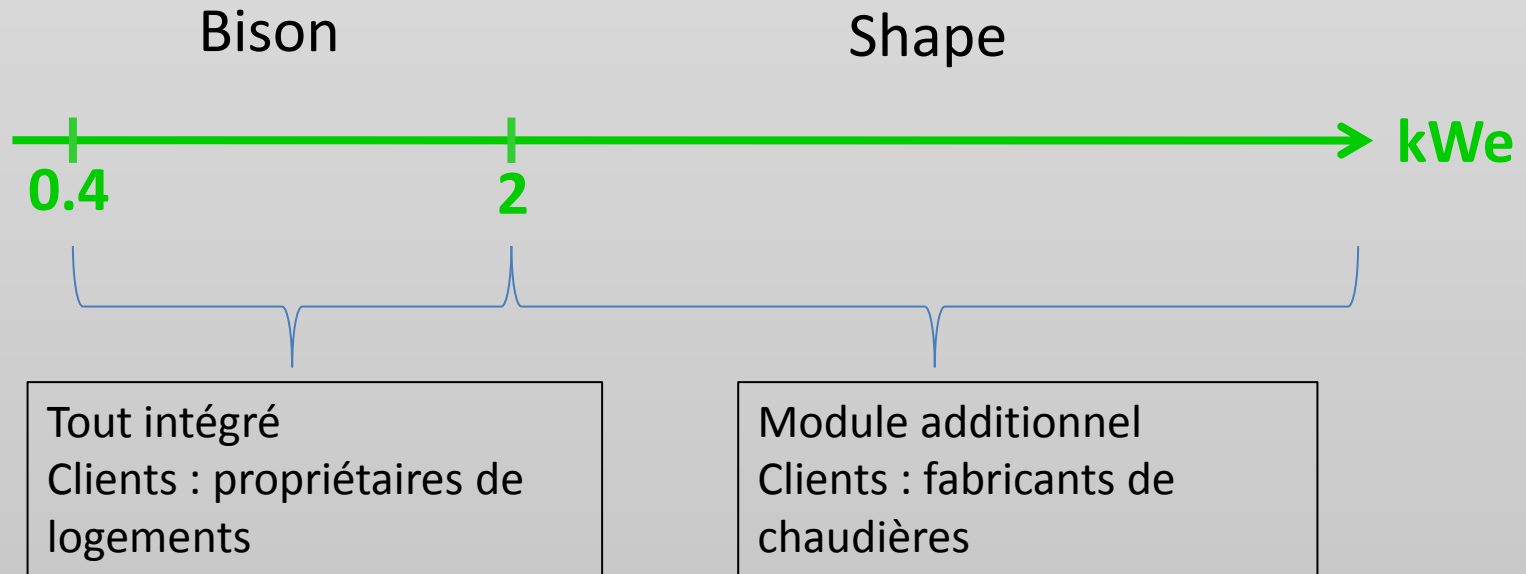 Bison
Shape
kWe
0.4
2
Tout intégré
Clients : propriétaires de
logements
Module additionnel
Clients : fabricants de
chaudières